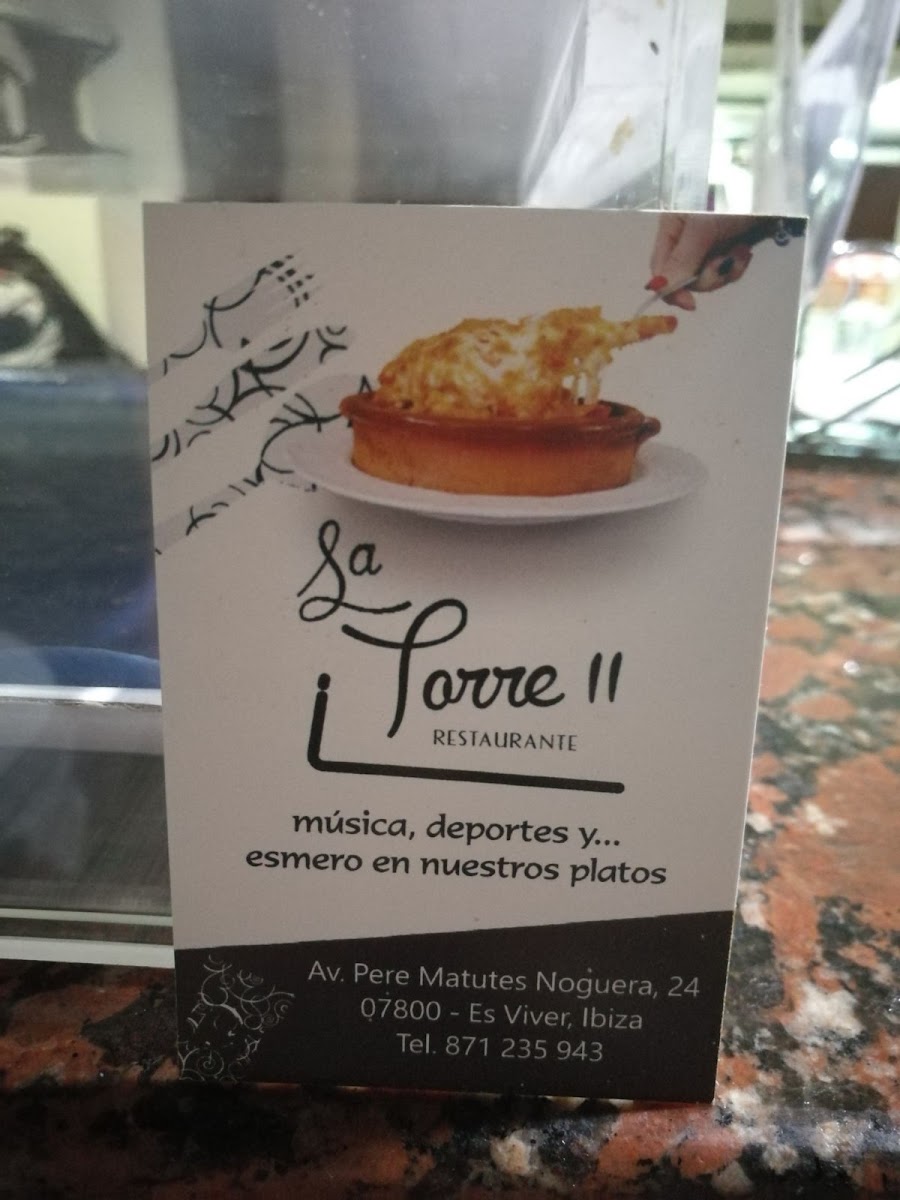 La
Torre II
RESTAURANTE
música, deportes y...
esmero en nuestros platos
Av. Pere Matutes Noguera, 24
07800 - Es Viver, Ibiza
Tel. 871 235 943